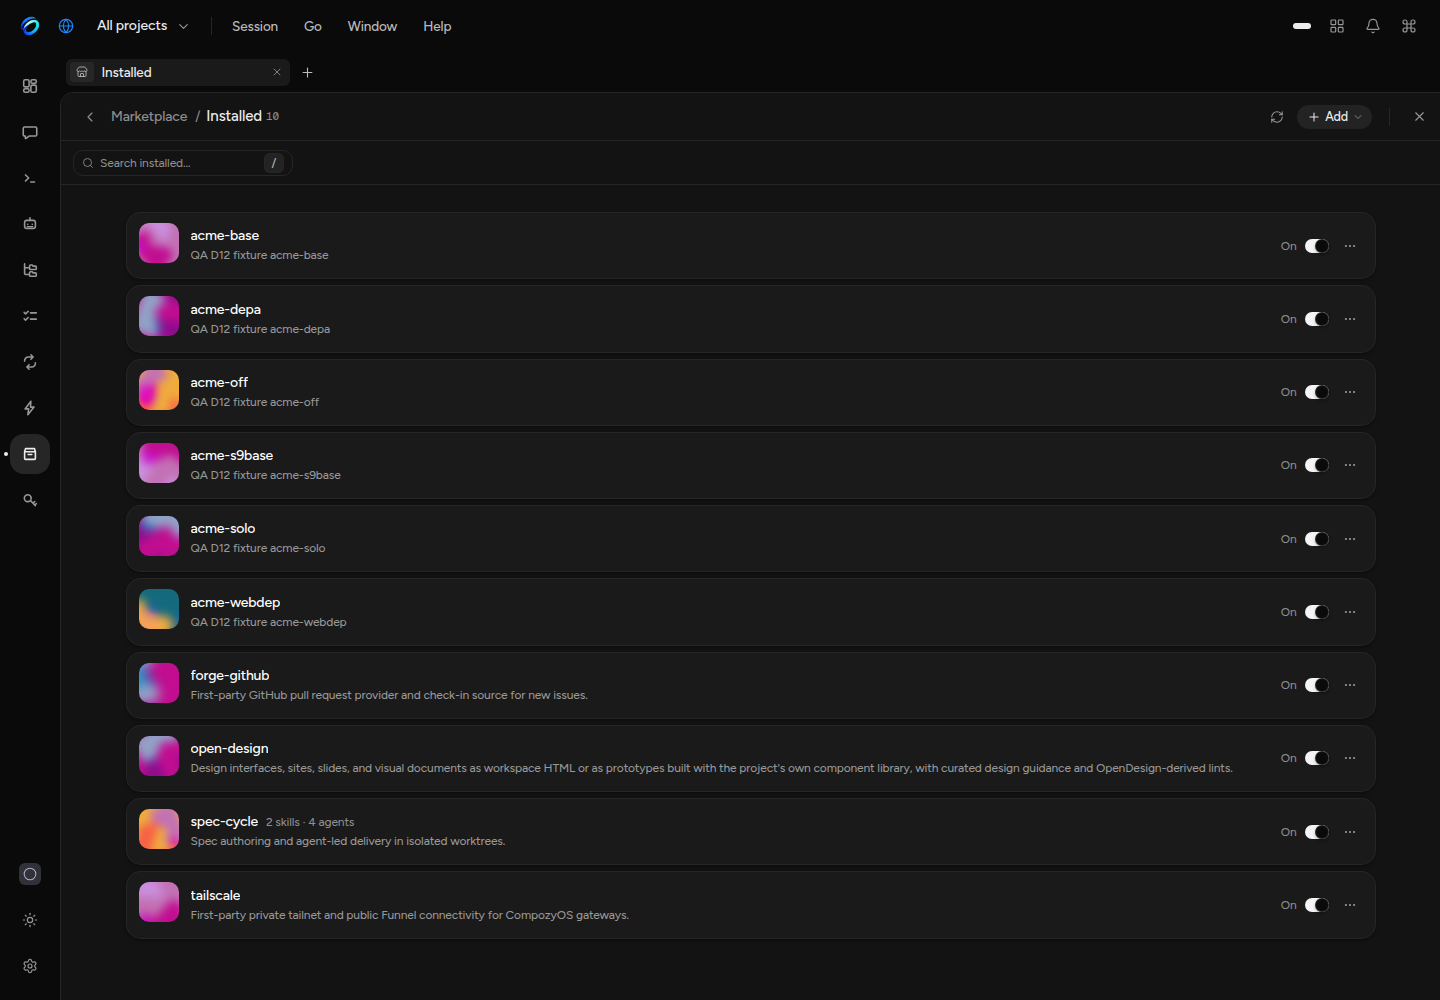 All projects
Session
Go
Window
Help
Installed
Marketplace / Installed 10
Add
Search installed...
/
acme-base
QA D12 fixture acme-base
On
acme-depa
QA D12 fixture acme-depa
On
acme-off
QA D12 fixture acme-off
On
acme-s9base
QA D12 fixture acme-s9base
On
acme-solo
QA D12 fixture acme-solo
On
acme-webdep
QA D12 fixture acme-webdep
On
forge-github
First-party GitHub pull request provider and check-in source for new issues.
On
open-design
Design interfaces, sites, slides, and visual documents as workspace HTML or as prototypes built with the project's own component library, with curated design guidance and OpenDesign-derived lints.
On
spec-cycle 2 skills · 4 agents
Spec authoring and agent-led delivery in isolated worktrees.
On
tailscale
First-party private tailnet and public Funnel connectivity for CompozyOS gateways.
On